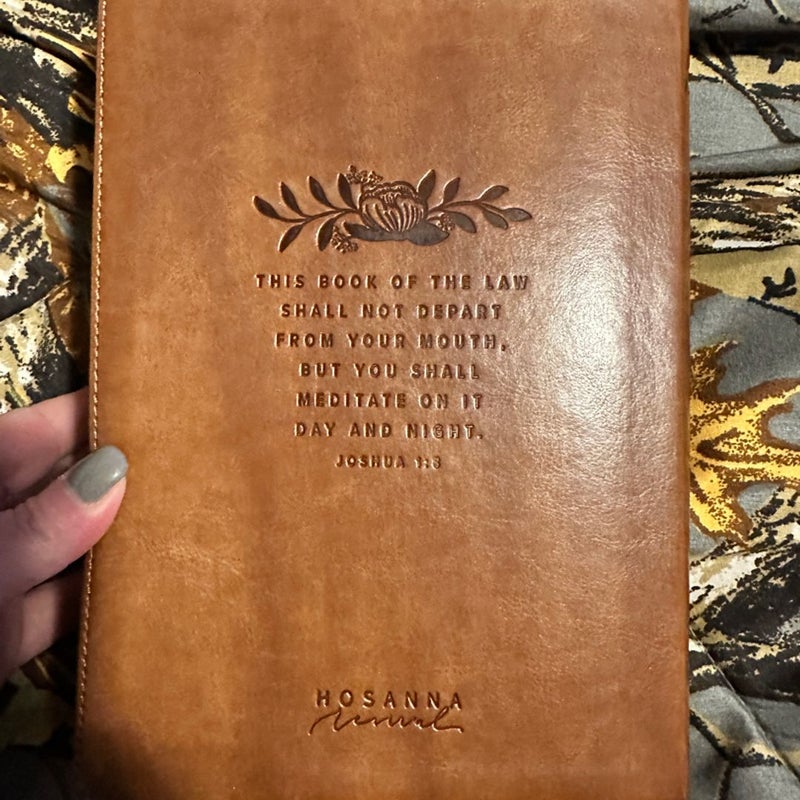 THIS BOOK OF THE LAW
SHALL NOT DEPART
FROM YOUR MOUTH,
BUT YOU SHALL
MEDITATE ON IT
DAY AND NIGHT.
JOSHUA 1:8
HOSANNA
revival